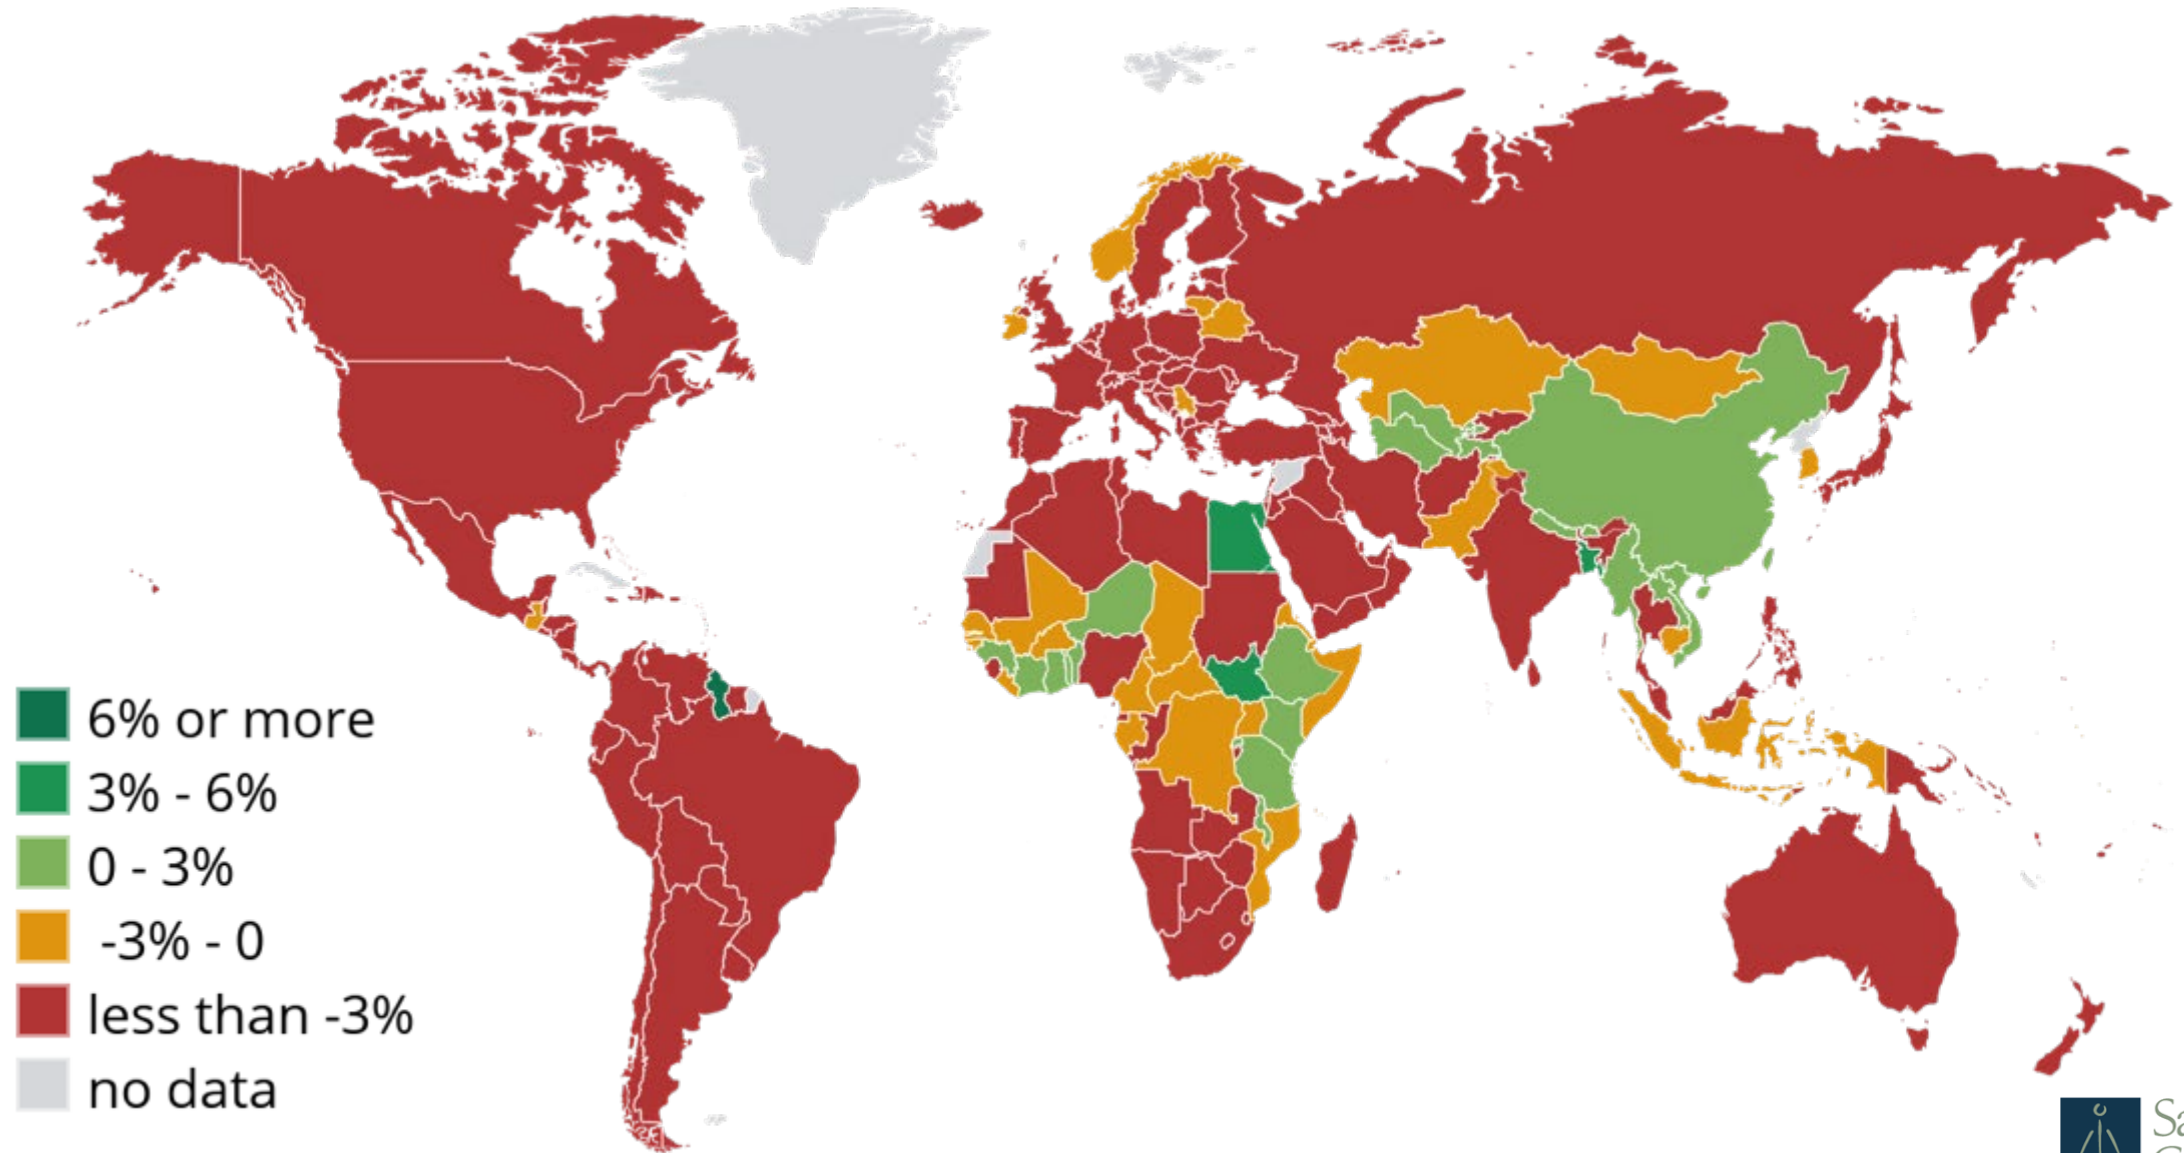 6% or more
3% - 6%
0 - 3%
-3% - 0
less than -3%
no data